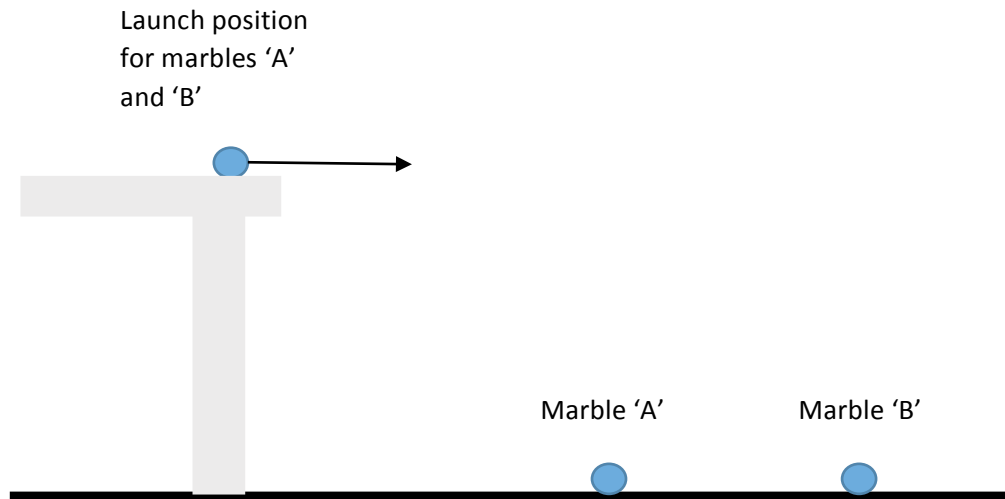 Launch position
for marbles ‘A’
and ‘B’
Marble ‘A’
Marble ‘B’